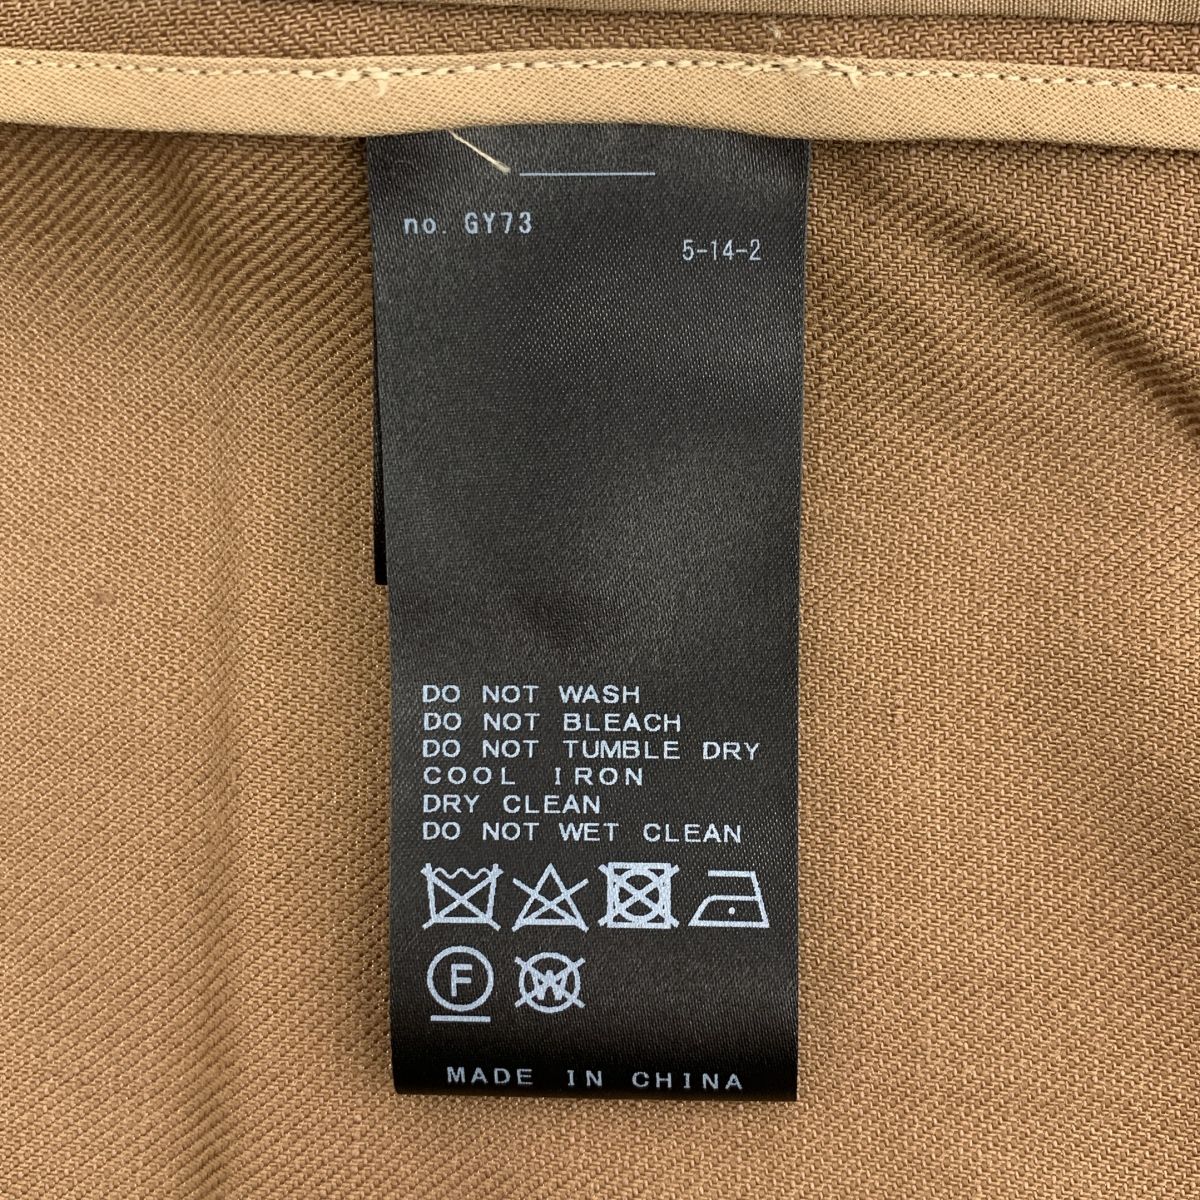 no. GY73
5-14-2
DO NOT WASH
DO NOT BLEACH
DO NOT TUMBLE DRY
COOL IRON
DRY CLEAN
DO NOT WET CLEAN
F W
MADE IN CHINA